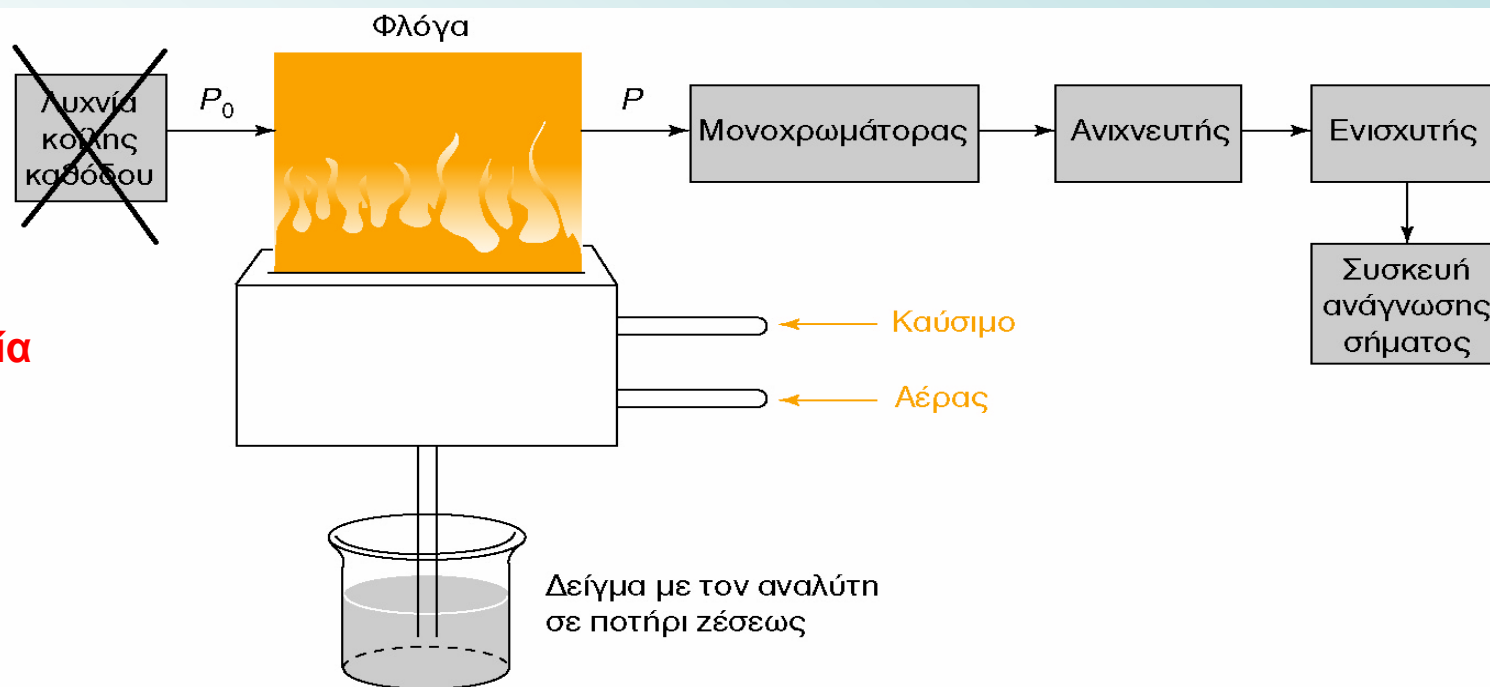 Φλόγα
Λυχνία
κοίλης
καθόδου
P0
P
Μονοχρωμάτορας
Ανιχνευτής
Ενισχυτής
Συσκευή
ανάγνωσης
σήματος
ία
Καύσιμο
Αέρας
Δείγμα με τον αναλύτη
σε ποτήρι ζέσεως